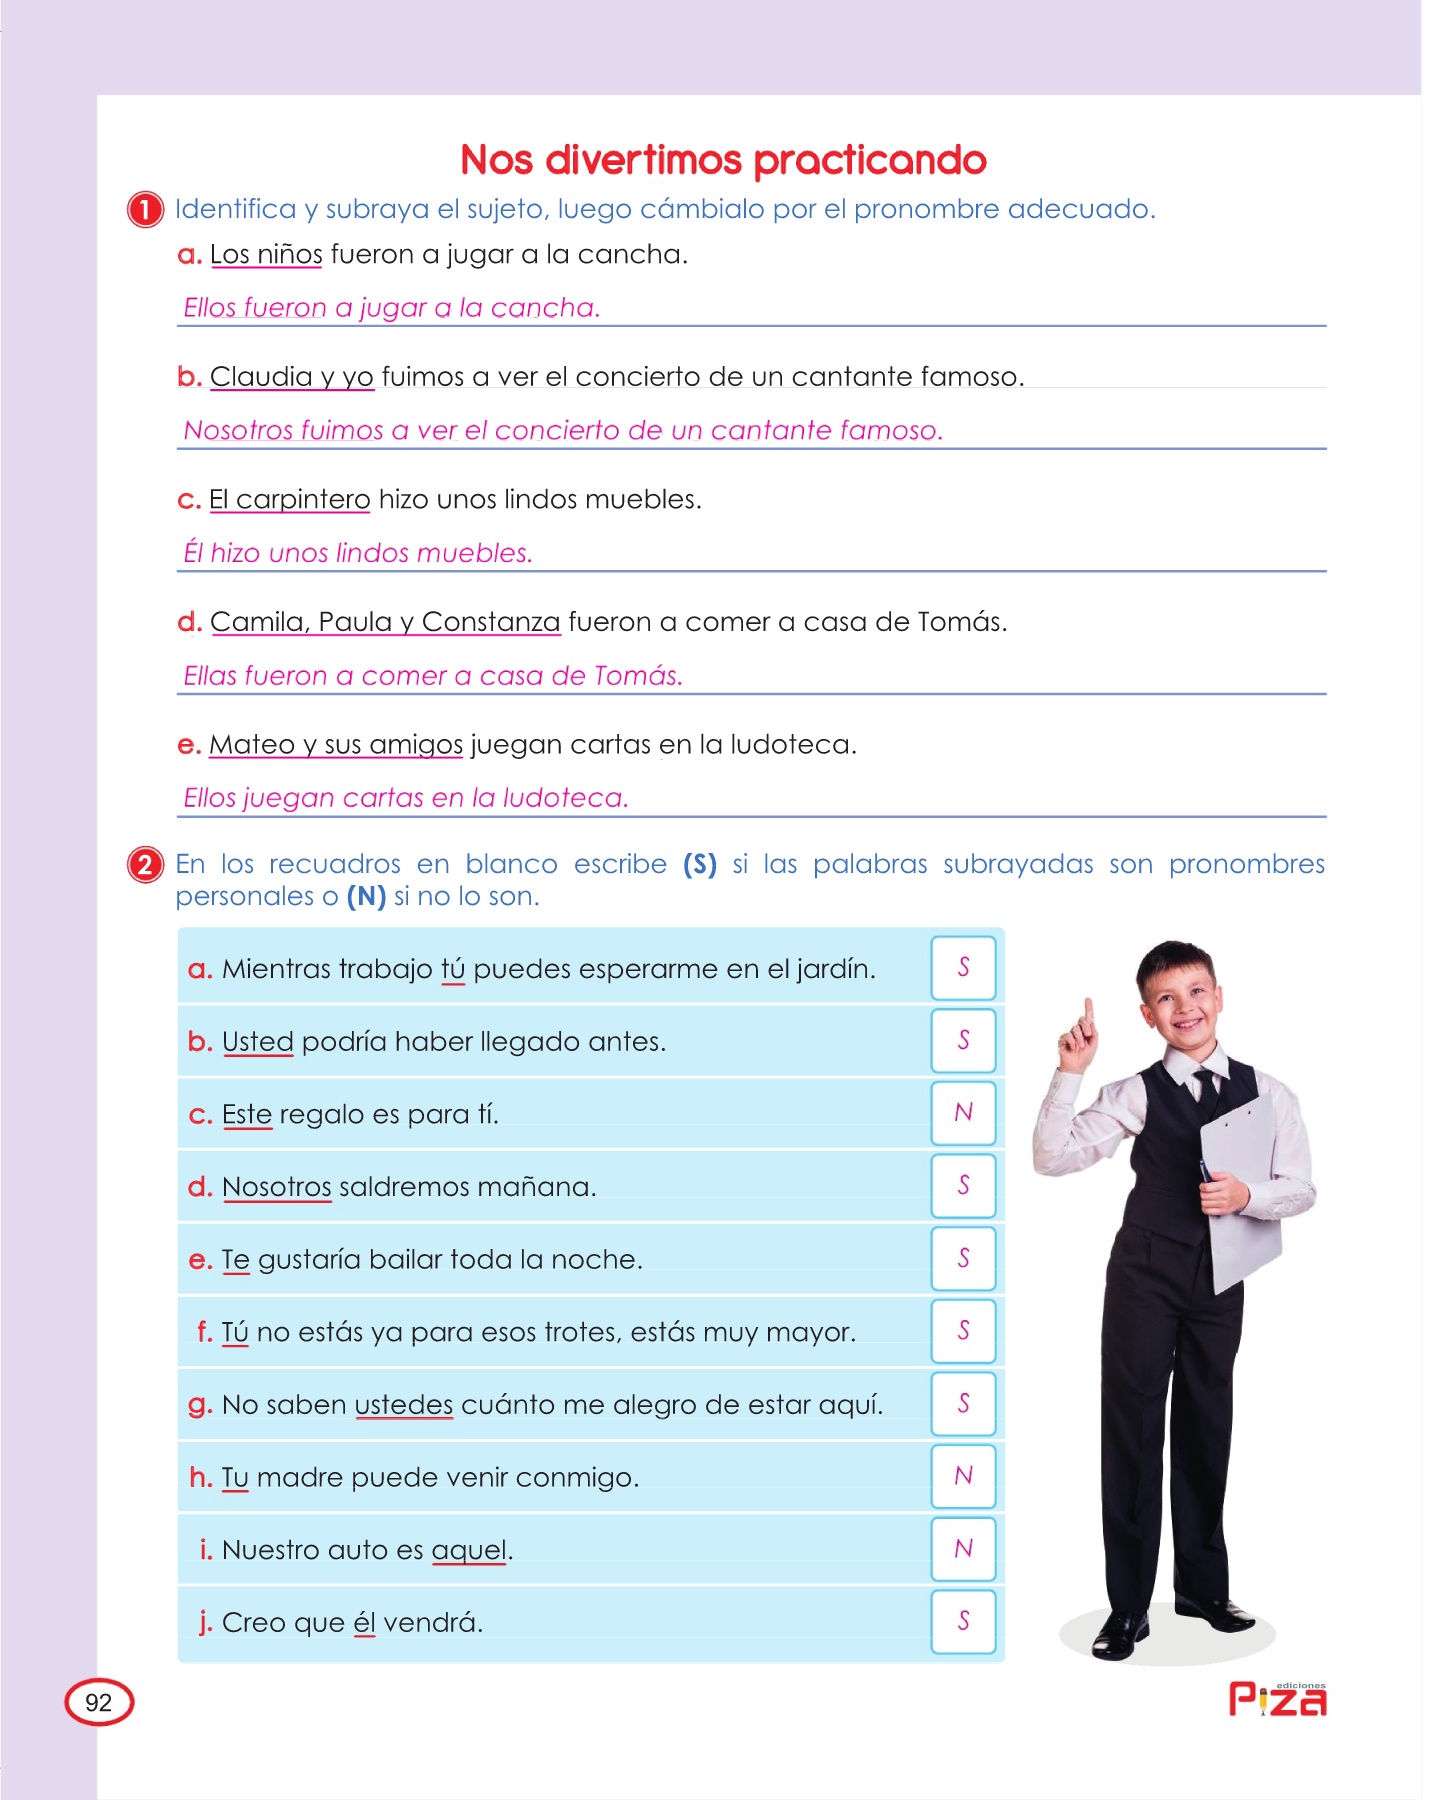 Nos divertimos practicando
1 Identifica y subraya el sujeto, luego cámbialo por el pronombre adecuado.
a. Los niños fueron a jugar a la cancha.
Ellos fueron a jugar a la cancha.
b. Claudia y yo fuimos a ver el concierto de un cantante famoso.
Nosotros fuimos a ver el concierto de un cantante famoso.
c. El carpintero hizo unos lindos muebles.
Él hizo unos lindos muebles.
d. Camila, Paula y Constanza fueron a comer a casa de Tomás.
Ellas fueron a comer a casa de Tomás.
e. Mateo y sus amigos juegan cartas en la ludoteca.
Ellos juegan cartas en la ludoteca.
2 En los recuadros en blanco escribe (S) si las palabras subrayadas son pronombres
personales o (N) si no lo son.
a. Mientras trabajo tú puedes esperarme en el jardín. S
b. Usted podría haber llegado antes. S
c. Este regalo es para tí. N
d. Nosotros saldremos mañana. S
e. Te gustaría bailar toda la noche. S
f. Tú no estás ya para esos trotes, estás muy mayor. S
g. No saben ustedes cuánto me alegro de estar aquí. S
h. Tu madre puede venir conmigo. N
i. Nuestro auto es aquel. N
j. Creo que él vendrá. S
92
ediciones
Piza